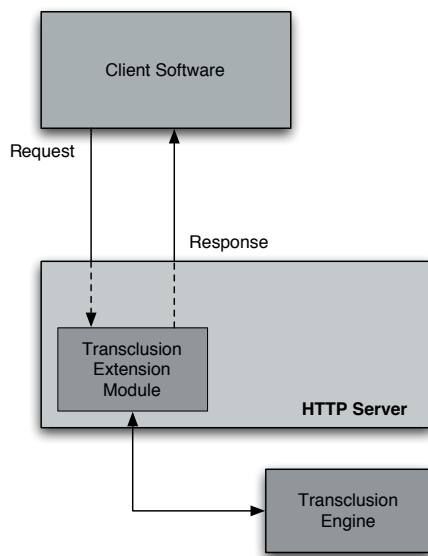 Client Software
Request
Response
Transclusion
Extension
Module
HTTP Server
Transclusion
Engine